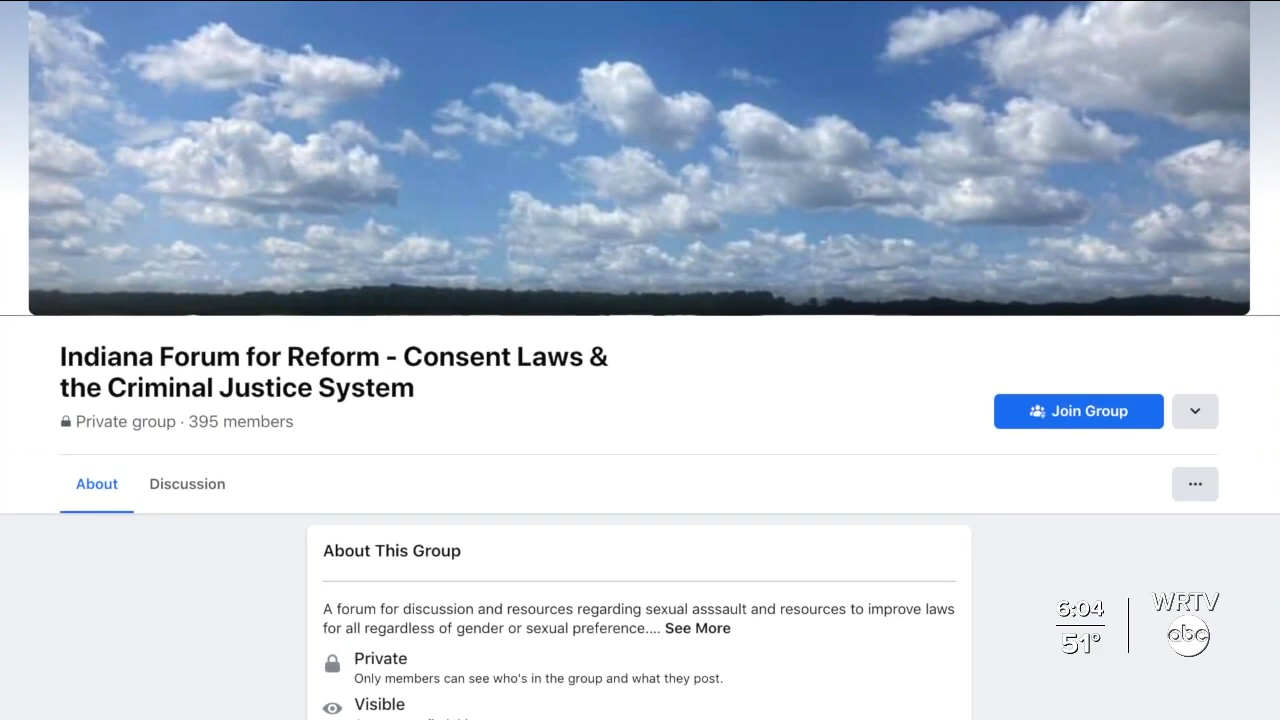 Indiana Forum for Reform - Consent Laws &
the Criminal Justice System
Private group · 395 members
Join Group
About
Discussion
About This Group
A forum for discussion and resources regarding sexual asssault and resources to improve laws
for all regardless of gender or sexual preference.... See More
Private
Only members can see who's in the group and what they post.
Visible
6:04
51°
WRTV
abc